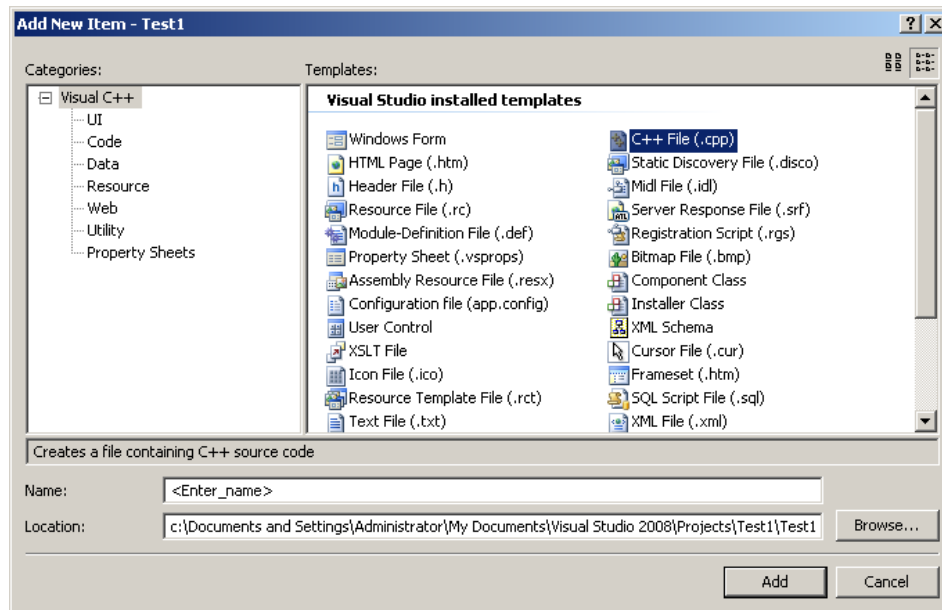 Add New Item - Test1
Categories:
Templates:
Visual C++
UI
Code
Data
Resource
Web
Utility
Property Sheets
Visual Studio installed templates
Windows Form
C++ File (.cpp)
HTML Page (.htm)
Static Discovery File (.disco)
Header File (.h)
Midl File (.idl)
Resource File (.rc)
Server Response File (.srf)
Module-Definition File (.def)
Registration Script (.rgs)
Property Sheet (.vsprops)
Bitmap File (.bmp)
Assembly Resource File (.resx)
Component Class
Configuration file (app.config)
Installer Class
User Control
XML Schema
XSLT File
Cursor File (.cur)
Icon File (.ico)
Frameset (.htm)
Resource Template File (.rct)
SQL Script File (.sql)
Text File (.txt)
XML File (.xml)
Creates a file containing C++ source code
Name:
<Enter_name>
Location:
c:\Documents and Settings\Administrator\My Documents\Visual Studio 2008\Projects\Test1\Test1
Browse...
Add
Cancel